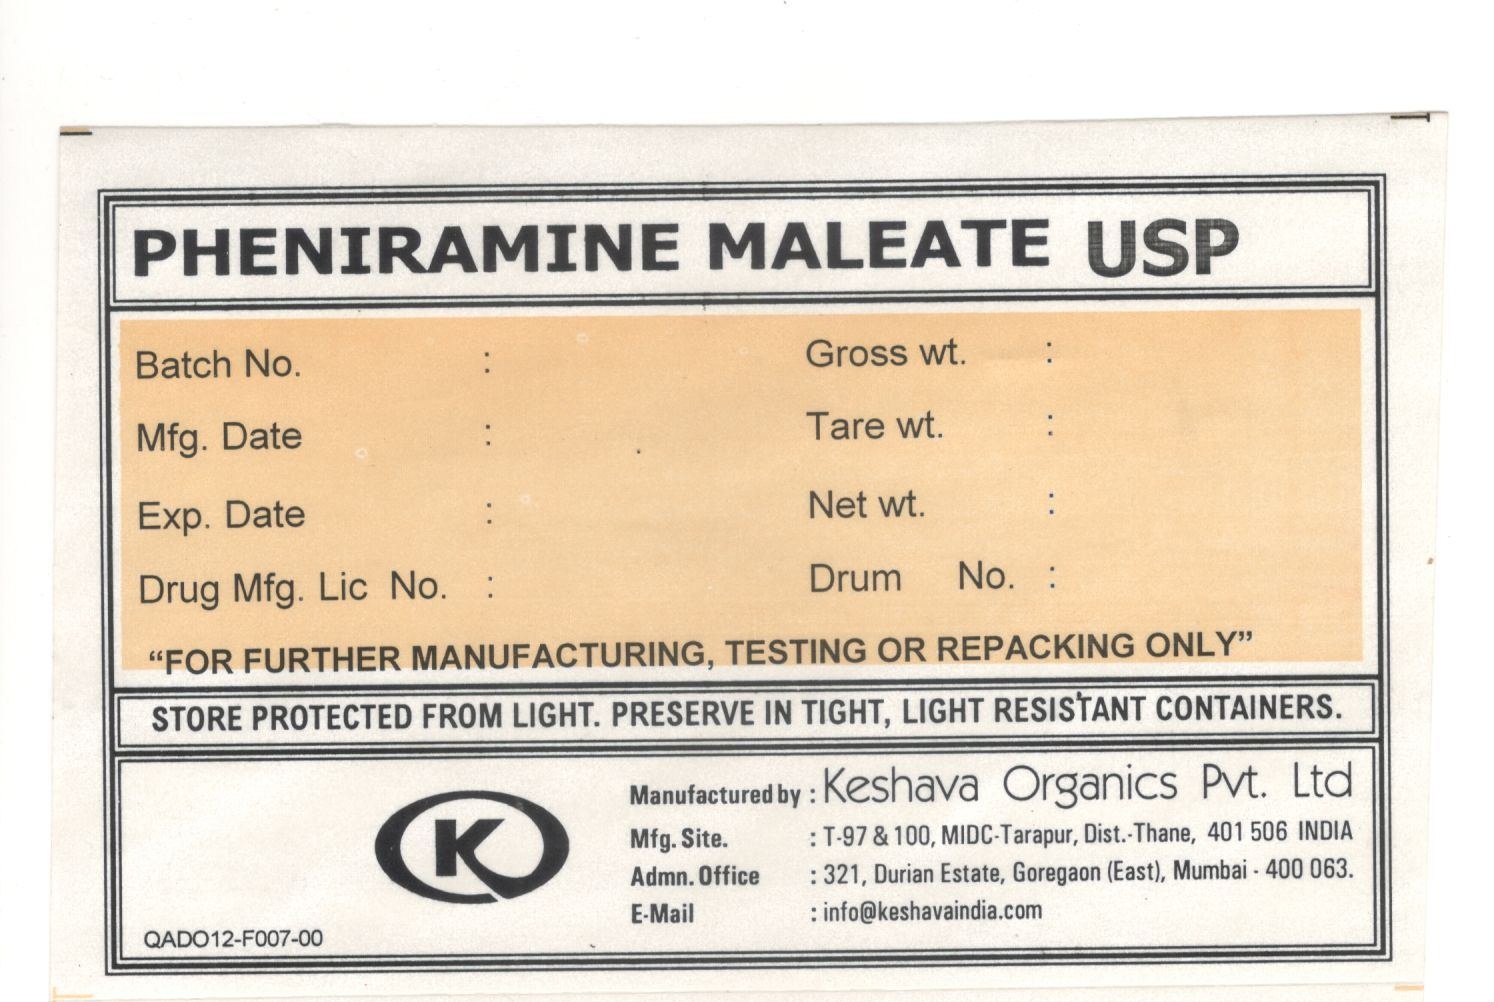 PHENIRAMINE MALEATE USP
Batch No. : Gross wt. :
Mfg. Date : Tare wt. :
Exp. Date : Net wt. :
Drug Mfg. Lic No. : Drum No. :
“FOR FURTHER MANUFACTURING, TESTING OR REPACKING ONLY”
STORE PROTECTED FROM LIGHT. PRESERVE IN TIGHT, LIGHT RESISTANT CONTAINERS.
K
Manufactured by : Keshava Organics Pvt. Ltd
Mfg. Site. : T-97 & 100, MIDC-Tarapur, Dist.-Thane, 401 506 INDIA
Admn. Office : 321, Durian Estate, Goregaon (East), Mumbai - 400 063.
E-Mail : info@keshavaindia.com
QADO12-F007-00